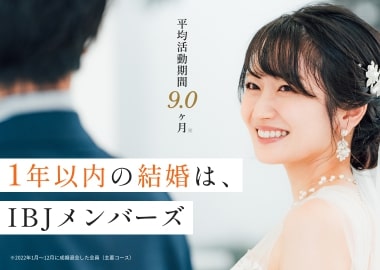 平均活動期間
9.0
ヶ月※
1年以内の結婚は、
IBJメンバーズ
※2022年1月〜12月に成婚退会した会員（主要コース）